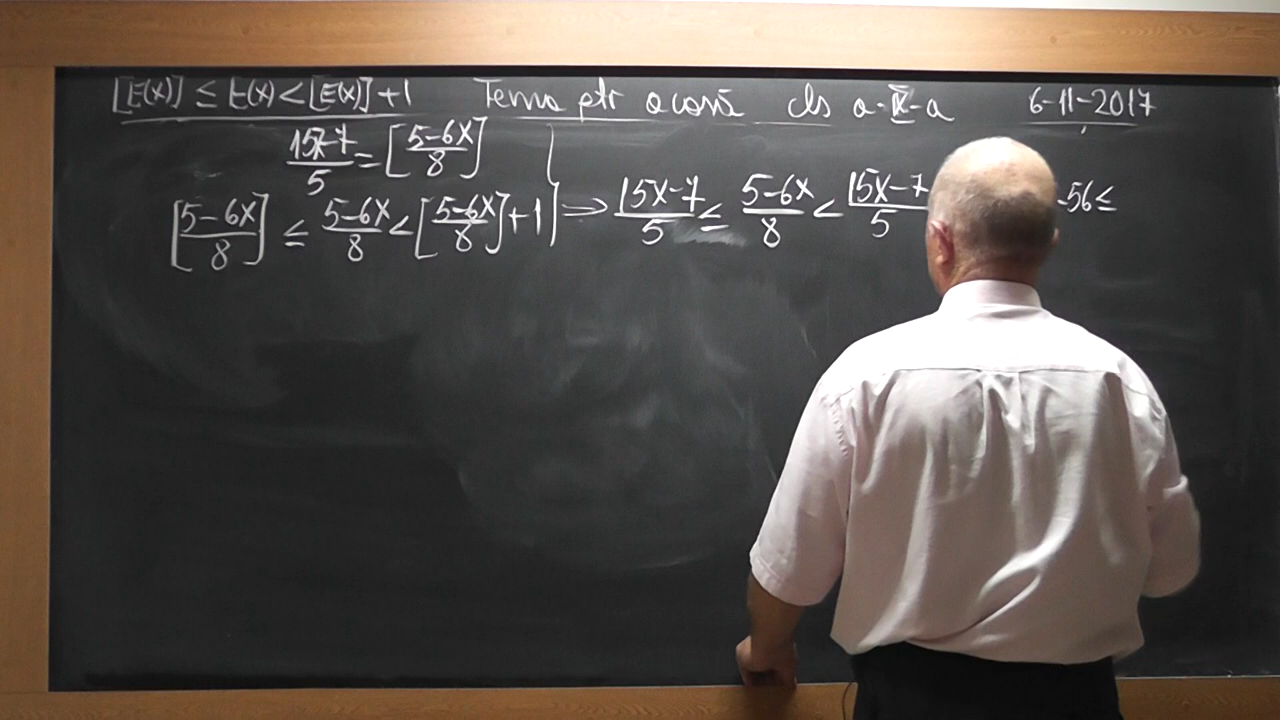 [E(x)] ≤ E(x) < [E(x)] + 1 Tema ptr acasă cls a-IX-a 6-11-2017
15x-7/5 = [5-6x/8]
[5-6x/8] ≤ 5-6x/8 < [5-6x/8] + 1 ⇒ 15x-7/5 ≤ 5-6x/8 < 15x-7/5 -56 ≤